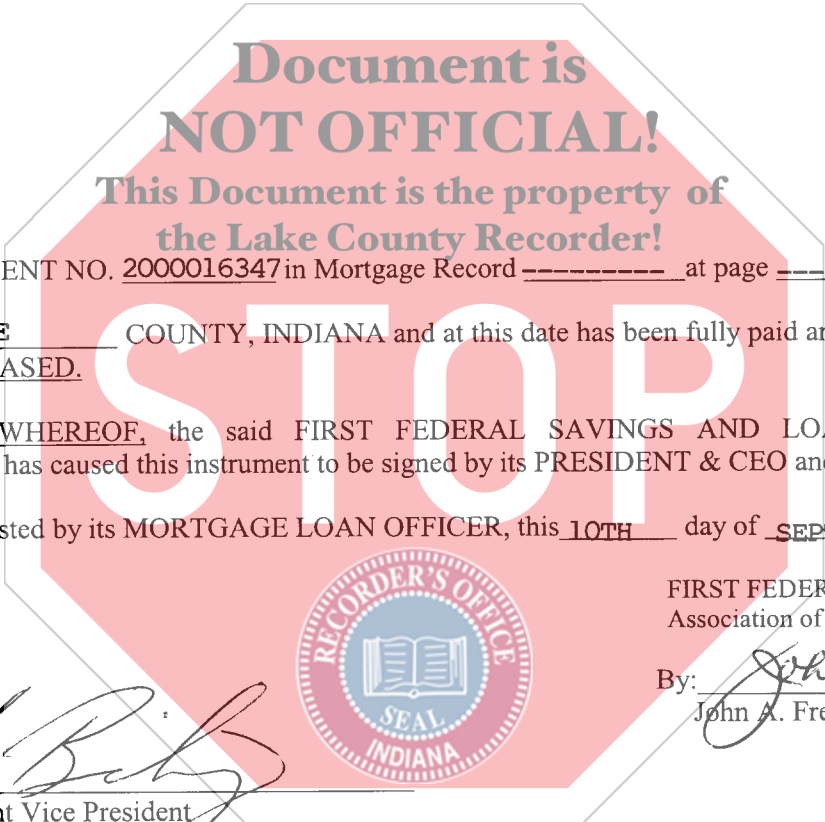 Document is
NOT OFFICIAL!
This Document is the property of
the Lake County Recorder!
ENT NO. 2000016347 in Mortgage Record --------- at page ---
E COUNTY, INDIANA and at this date has been fully paid an
ASED.
STOP
WHEREOF, the said FIRST FEDERAL SAVINGS AND LOA
has caused this instrument to be signed by its PRESIDENT & CEO and
sted by its MORTGAGE LOAN OFFICER, this 10TH day of SEP
FIRST FEDER
Association of
RECORDER'S OFFICE
SEAL
INDIANA
By: Joh
John A. Fre
nt Vice President